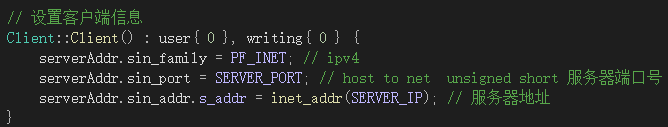 // 设置客户端信息
Client::Client() : user{ 0 }, writing{ 0 } {
serverAddr.sin_family = PF_INET; // ipv4
serverAddr.sin_port = SERVER_PORT; // host to net  unsigned short 服务器端口号
serverAddr.sin_addr.s_addr = inet_addr(SERVER_IP); // 服务器地址
}